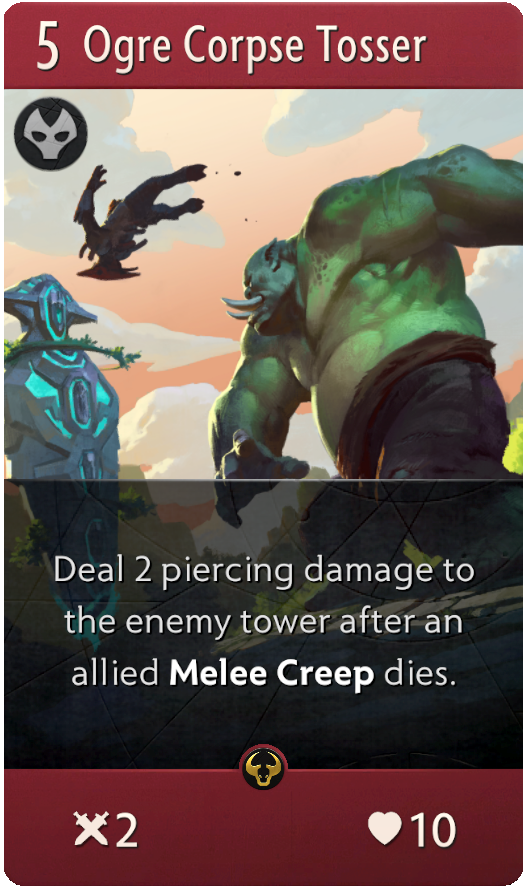 5 Ogre Corpse Tosser
Deal 2 piercing damage to
the enemy tower after an
allied Melee Creep dies.
2 10